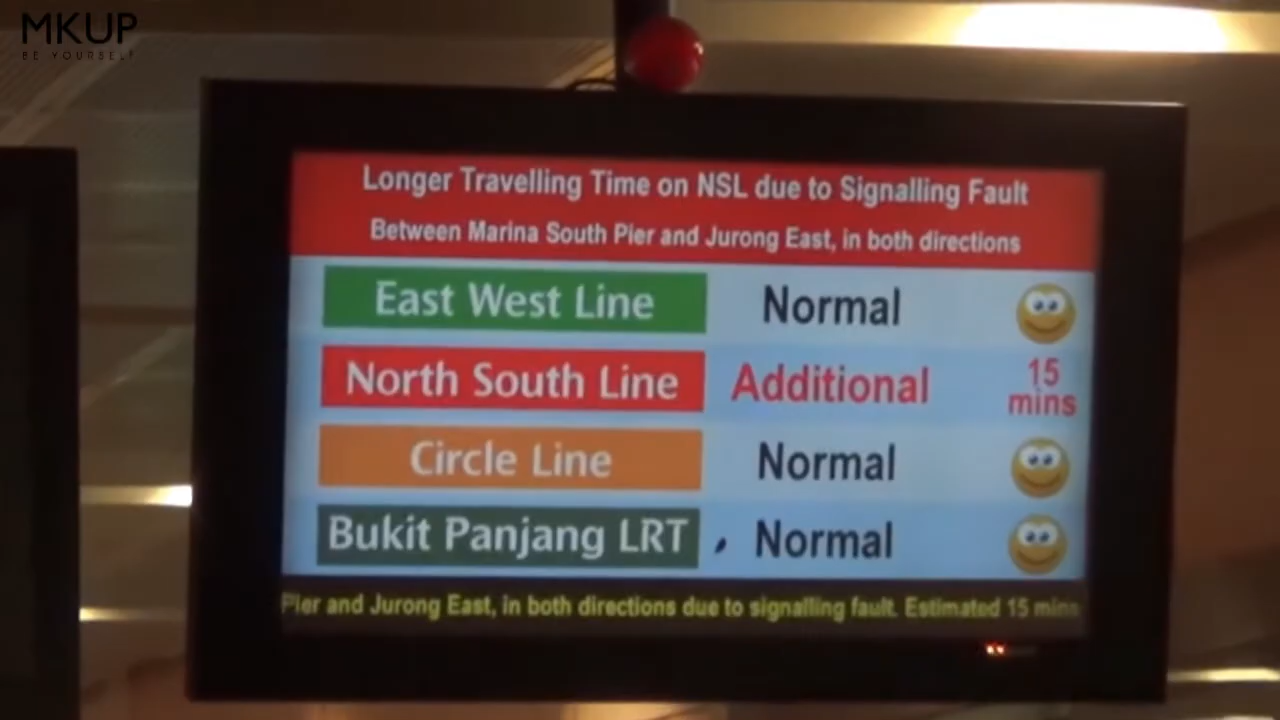 MKUP
BE YOURSELF
Longer Travelling Time on NSL due to Signalling Fault
Between Marina South Pier and Jurong East, in both directions
East West Line Normal
North South Line Additional 15 mins
Circle Line Normal
Bukit Panjang LRT Normal
Pier and Jurong East, in both directions due to signalling fault. Estimated 15 mins